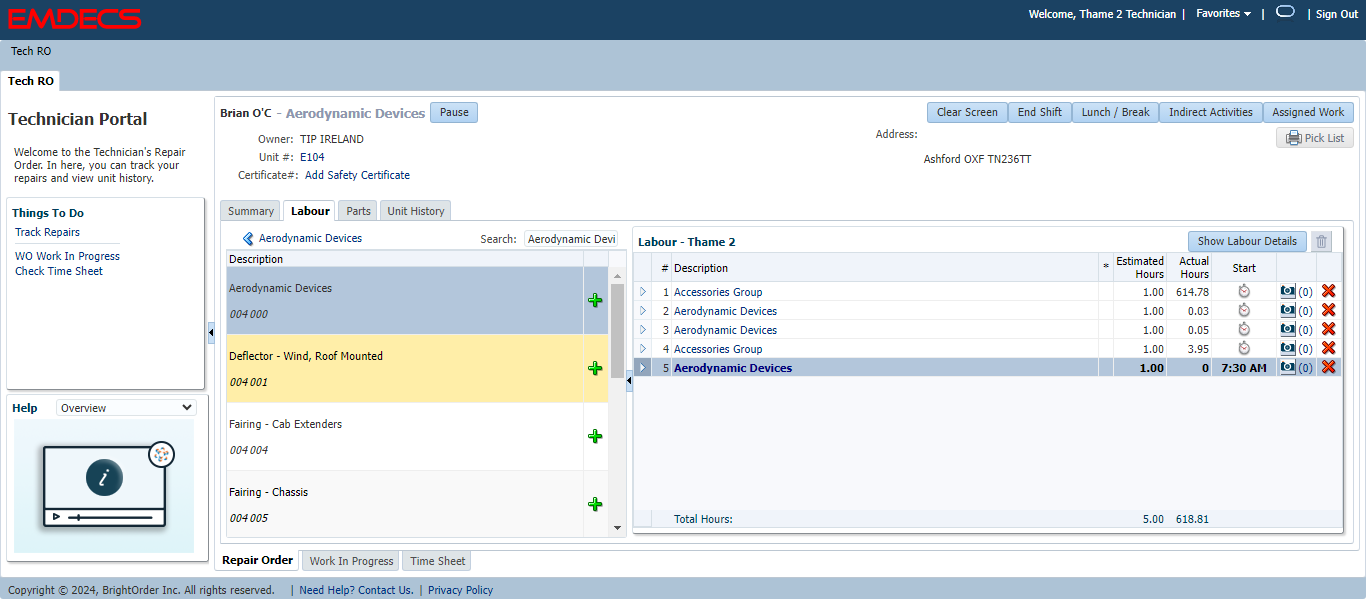 EMDECS
Welcome, Thame 2 Technician | Favorites | | Sign Out
Tech RO
Tech RO
Technician Portal
Welcome to the Technician's Repair
Order. In here, you can track your
repairs and view unit history.
Things To Do
Track Repairs
WO Work In Progress
Check Time Sheet
Help Overview
i
Brian O'C - Aerodynamic Devices Pause
Clear Screen End Shift Lunch / Break Indirect Activities Assigned Work
Owner: TIP IRELAND
Unit #: E104
Certificate#: Add Safety Certificate
Address:
Ashford OXF TN236TT
Pick List
Summary Labour Parts Unit History
Aerodynamic Devices Search: Aerodynamic Devi
Description
Aerodynamic Devices
004 000
Deflector - Wind, Roof Mounted
004 001
Fairing - Cab Extenders
004 004
Fairing - Chassis
004 005
Labour - Thame 2 Show Labour Details
# Description * Estimated Hours Actual Hours Start
1 Accessories Group 1.00 614.78 (0)
2 Aerodynamic Devices 1.00 0.03 (0)
3 Aerodynamic Devices 1.00 0.05 (0)
4 Accessories Group 1.00 3.95 (0)
5 Aerodynamic Devices 1.00 0 7:30 AM (0)
Total Hours: 5.00 618.81
Repair Order Work In Progress Time Sheet
Copyright © 2024, BrightOrder Inc. All rights reserved. | Need Help? Contact Us. | Privacy Policy